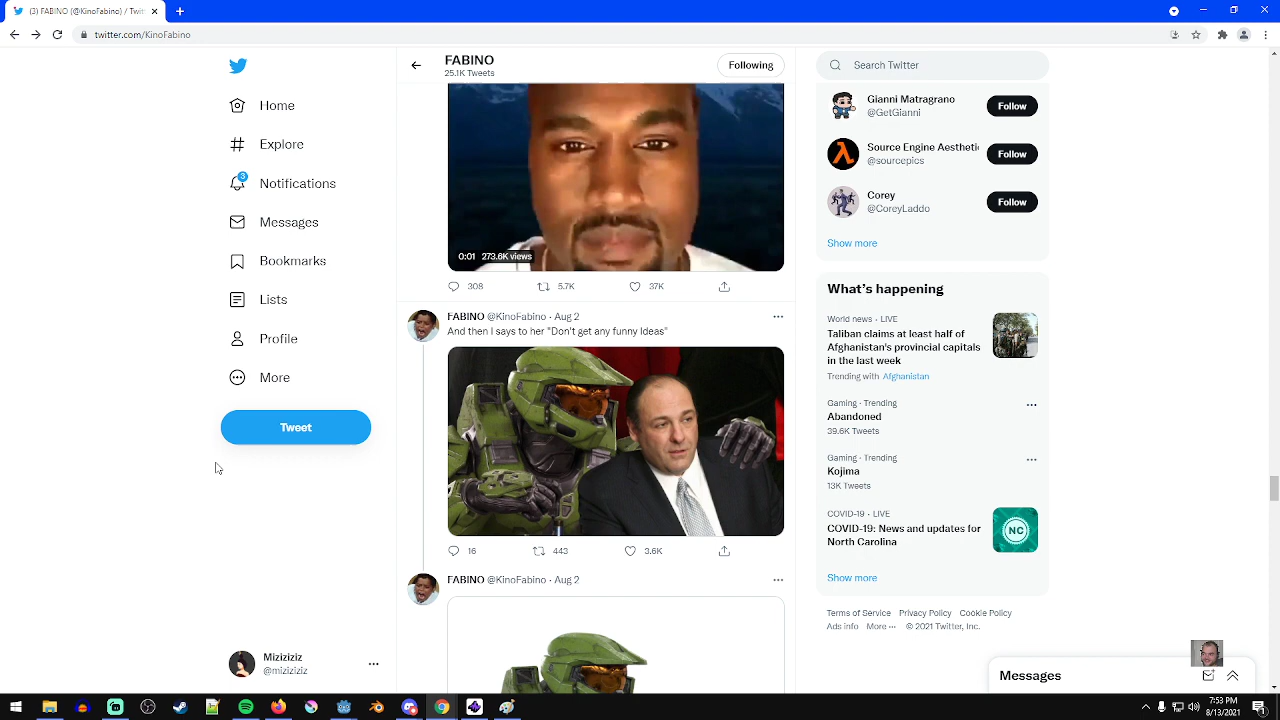 (3) FABINO (@KinoFabino) / Twit
twitter.com/KinoFabino
Home
Explore
3
Notifications
Messages
Bookmarks
Lists
Profile
More
Tweet
Miziziziz
@miziziziz
FABINO
25.1K Tweets
Following
0:01 273.6K views
308 5.7K 37K
FABINO @KinoFabino · Aug 2
And then I says to her "Don't get any funny Ideas"
16 443 3.6K
FABINO @KinoFabino · Aug 2
Search Twitter
Gianni Matragrano
@GetGianni
Follow
Source Engine Aestheti
@sourcepics
Follow
Corey
@CoreyLaddo
Follow
Show more
What's happening
World news · LIVE
Taliban claims at least half of
Afghanistan's provincial capitals
in the last week
Trending with Afghanistan
Gaming · Trending
Abandoned
39.6K Tweets
Gaming · Trending
Kojima
13K Tweets
COVID-19 · LIVE
COVID-19: News and updates for
North Carolina
NC
Show more
Terms of Service Privacy Policy Cookie Policy
Ads info More ··· © 2021 Twitter, Inc.
Messages
7:53 PM
8/13/2021
1